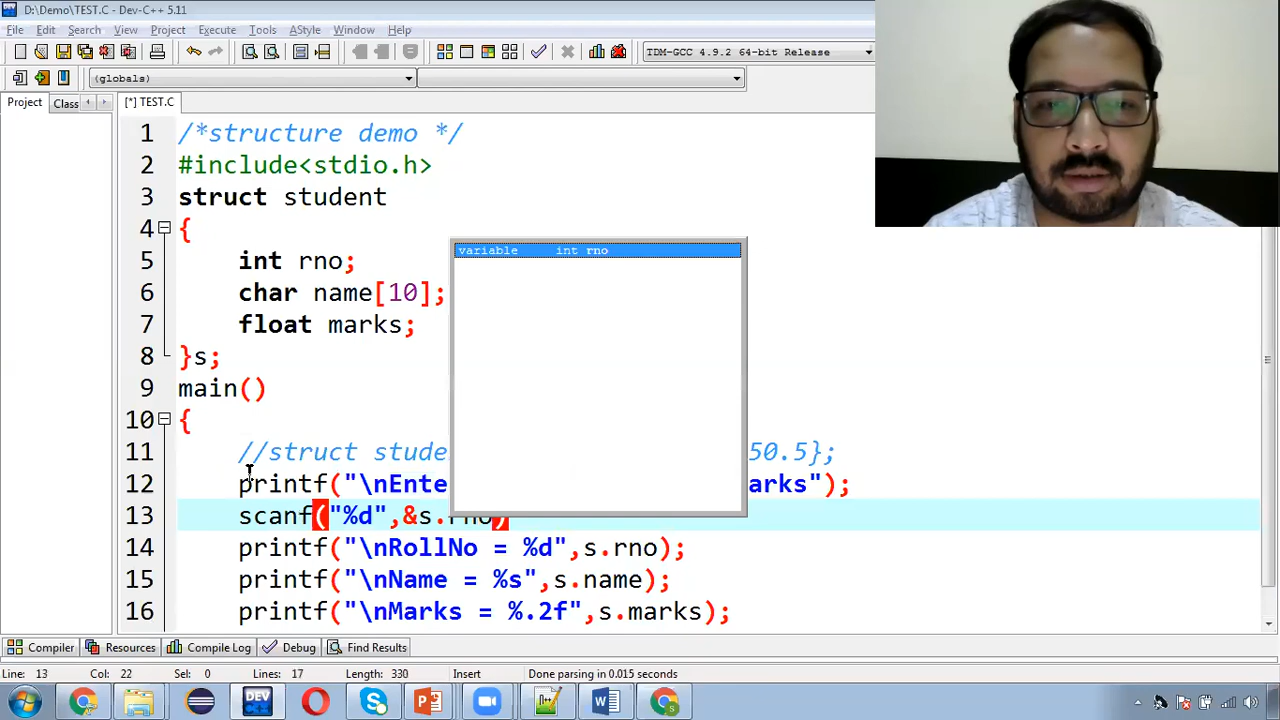 D:\Demo\TEST.C - Dev-C++ 5.11
File Edit Search View Project Execute Tools AStyle Window Help
TDM-GCC 4.9.2 64-bit Release
(globals)
Project Class [*] TEST.C
1 /*structure demo */
2 #include<stdio.h>
3 struct student
4 {
variable int rno
5 int rno;
6 char name[10];
7 float marks;
8 }s;
9 main()
10 {
11 //struct stude 50.5};
12 printf("\nEnte arks");
13 scanf("%d",&s.rno)
14 printf("\nRollNo = %d",s.rno);
15 printf("\nName = %s",s.name);
16 printf("\nMarks = %.2f",s.marks);
Compiler Resources Compile Log Debug Find Results
Line: 13 Col: 22 Sel: 0 Lines: 17 Length: 330 Insert Done parsing in 0.015 seconds
DEV